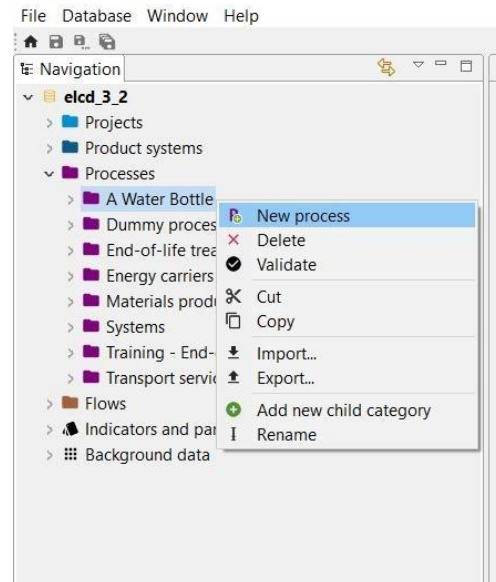 File Database Window Help
Navigation
elcd_3_2
Projects
Product systems
Processes
A Water Bottle
Dummy proces
End-of-life trea
Energy carriers
Materials produ
Systems
Training - End-
Transport servic
Flows
Indicators and par
Background data
New process
Delete
Validate
Cut
Copy
Import...
Export...
Add new child category
Rename